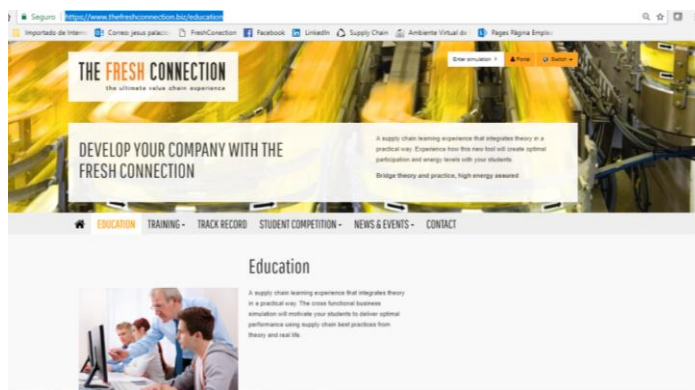 Seguro | https://www.thefreshconnection.biz/education
Importado de Intern Correo: jesus palacio FreshConection Facebook LinkedIn Supply Chain Ambiente Virtual de Pages Página Emplea
THE FRESH CONNECTION
the ultimate value chain experience
Enter simulation Portal Switch
DEVELOP YOUR COMPANY WITH THE
FRESH CONNECTION
A supply chain learning experience that integrates theory in a
practical way. Experience how this new tool will create optimal
participation and energy levels with your students.
Bridge theory and practice, high energy assured
EDUCATION TRAINING TRACK RECORD STUDENT COMPETITION NEWS & EVENTS CONTACT
Education
A supply chain learning experience that integrates theory
in a practical way. The cross functional business
simulation will motivate your students to deliver optimal
performance using supply chain best practices from
theory and real life.